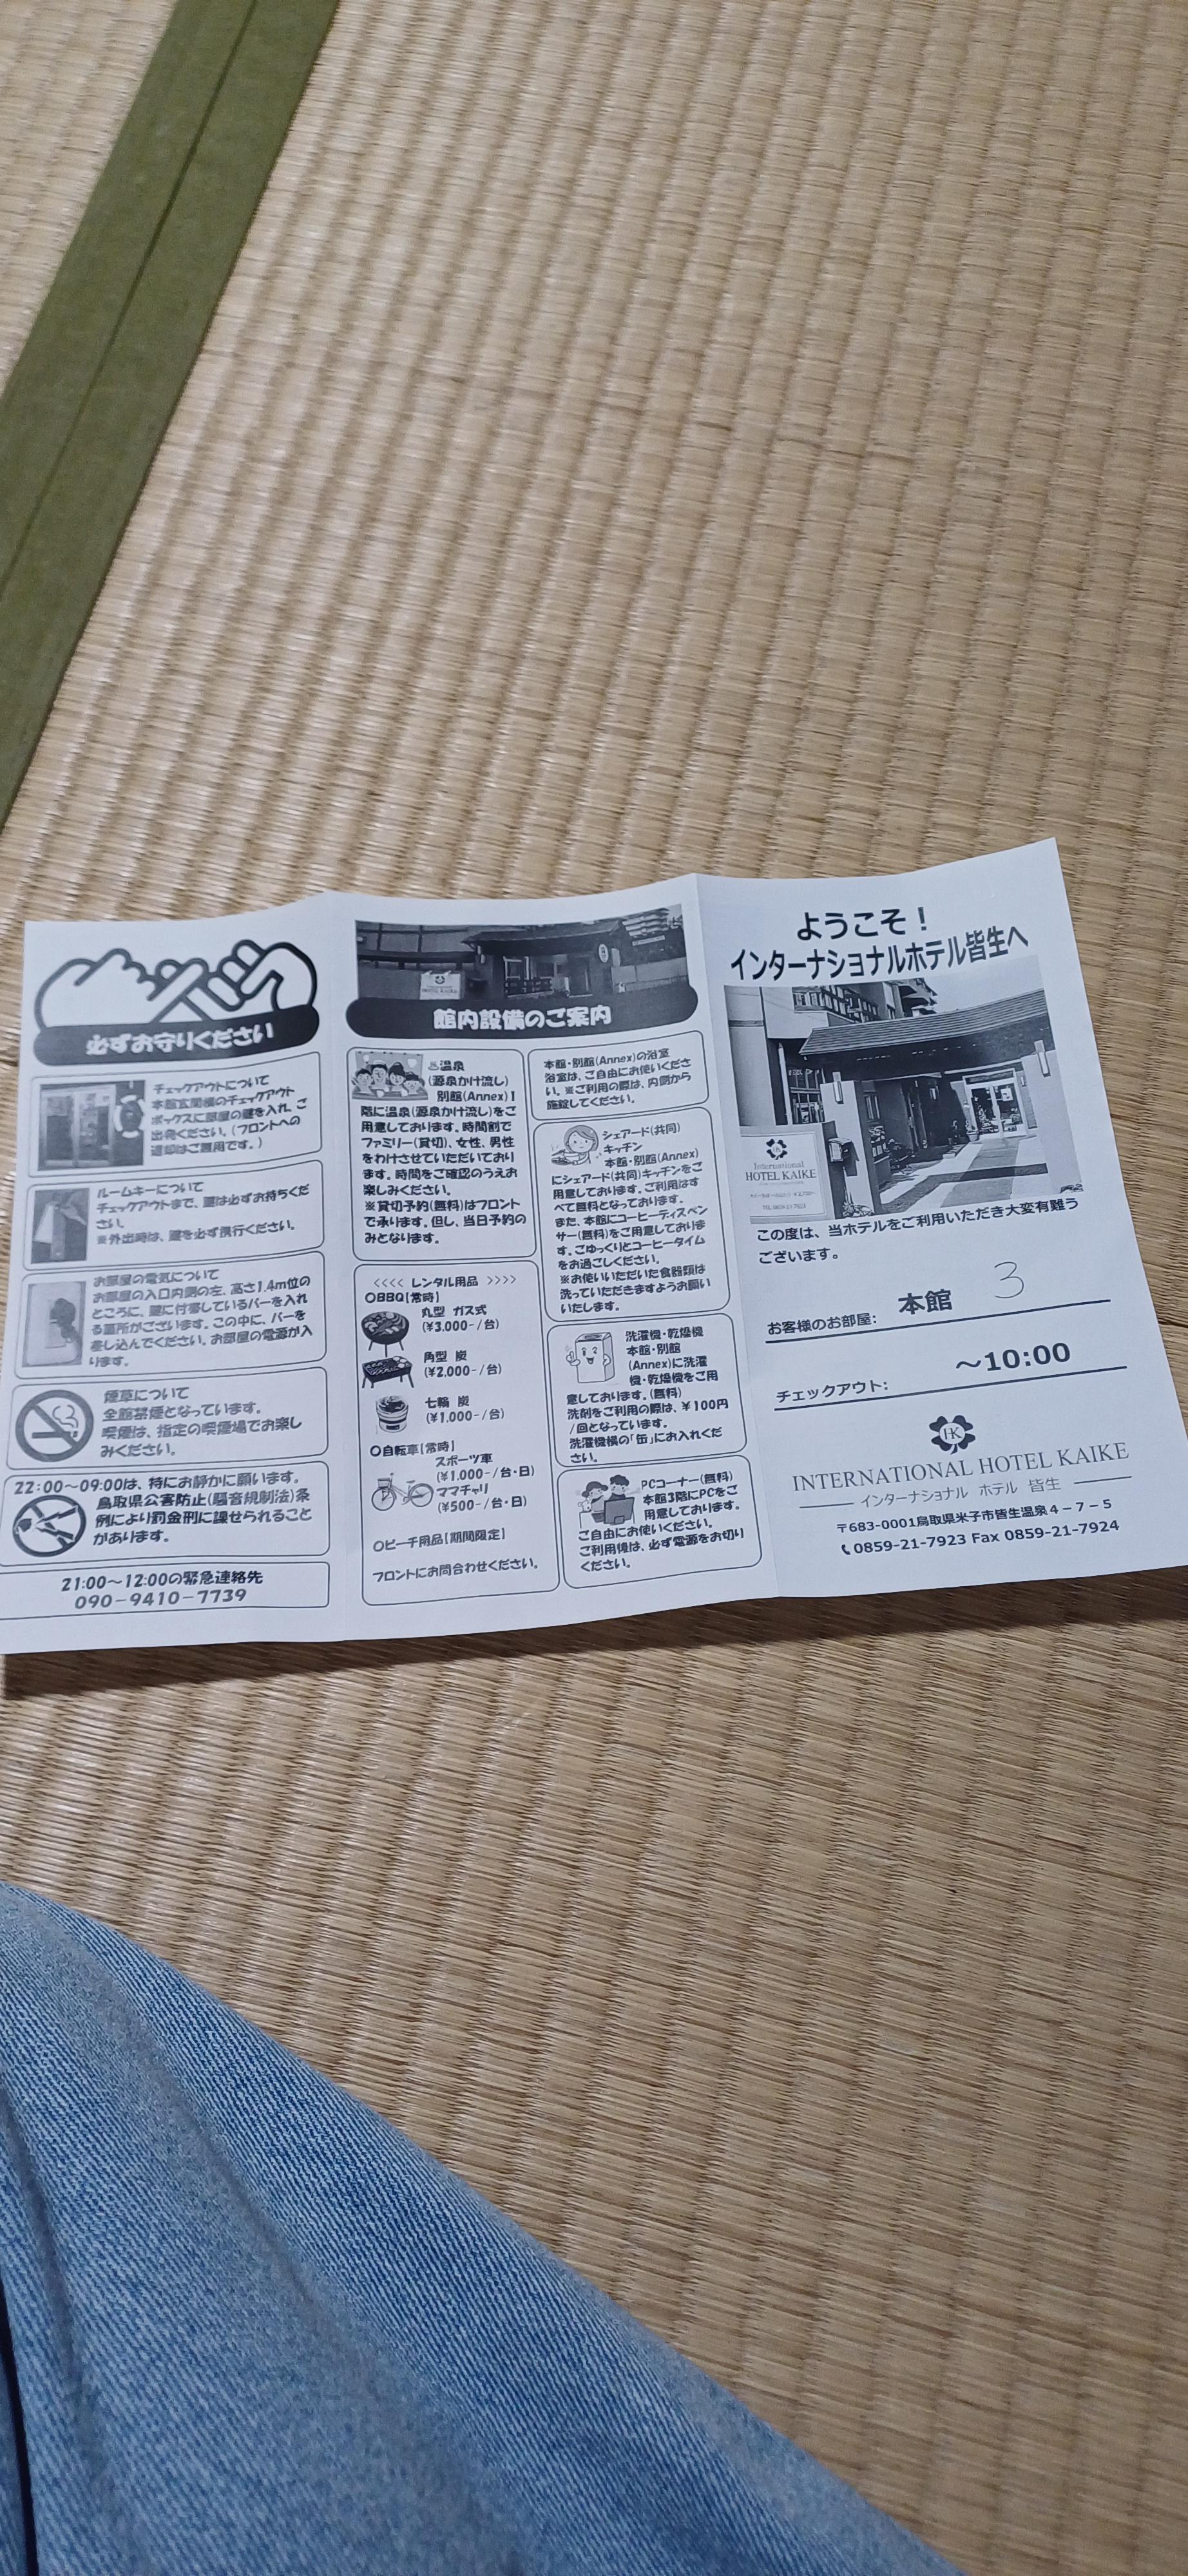 必ずお守りください
チェックアウトについて
本館玄関横のチェックアウト
ボックスに部屋の鍵を入れ、ご
出発ください。(フロントへの
返却はご無用です。)
ルームキーについて
チェックアウトまで、鍵は必ずお持ちくだ
さい。
※外出時は、鍵を必ず携行ください。
お部屋の電気について
お部屋の入口内側の左、高さ1.4m位の
ところに、鍵に付帯しているバーを入れ
る箇所がございます。この中に、バーを
差し込んでください。お部屋の電源が入
ります。
煙草について
全館禁煙となっています。
喫煙は、指定の喫煙場でお楽し
みください。
22:00～09:00は、特にお静かに願います。
鳥取県公害防止(騒音規制法)条
例により罰金刑に課せられること
があります。
21:00～12:00の緊急連絡先
090-9410-7739
館内設備のご案内
♨温泉
(源泉かけ流し)
別館(Annex)1
階に温泉(源泉かけ流し)をご
用意しております。時間割で
ファミリー(貸切)、女性、男性
をわけさせていただいており
ます。時間をご確認のうえお
楽しみください。
※貸切予約(無料)はフロント
で承ります。但し、当日予約の
みとなります。
<<<< レンタル用品 >>>>
○BBQ[常時]
丸型 ガス式
(¥3,000-/台)
角型 炭
(¥2,000-/台)
七輪 炭
(¥1,000-/台)
○自転車[常時]
スポーツ車
(¥1,000-/台・日)
ママチャリ
(¥500-/台・日)
○ビーチ用品[期間限定]
フロントにお問合わせください。
本館・別館(Annex)の浴室
浴室は、ご自由にお使いくださ
い。※ご利用の際は、内側から
施錠してください。
シェアード(共同)
キッチン
本館・別館(Annex)
にシェアード(共同)キッチンをご
用意しております。ご利用はす
べて無料となっております。
また、本館にコーヒーディスペン
サー(無料)をご用意しておりま
す。ごゆっくりとコーヒータイム
をお過ごしください。
※お使いいただいた食器類は
洗っていただきますようお願い
いたします。
洗濯機・乾燥機
本館・別館
(Annex)に洗濯
機・乾燥機をご用
意しております。(無料)
洗剤をご利用の際は、¥100円
/回となっています。
洗濯機横の「缶」にお入れくだ
さい。
PCコーナー(無料)
本館3階にPCをご
用意しております。
ご自由にお使いください。
ご利用後は、必ず電源をお切り
ください。
ようこそ！
インターナショナルホテル皆生へ
International
HOTEL KAIKE
TEL 0859-21-7923
この度は、当ホテルをご利用いただき大変有難う
ございます。
お客様のお部屋: 本館 3
チェックアウト: ～10:00
HK
INTERNATIONAL HOTEL KAIKE
インターナショナル ホテル 皆生
〒683-0001鳥取県米子市皆生温泉4-7-5
0859-21-7923 Fax 0859-21-7924